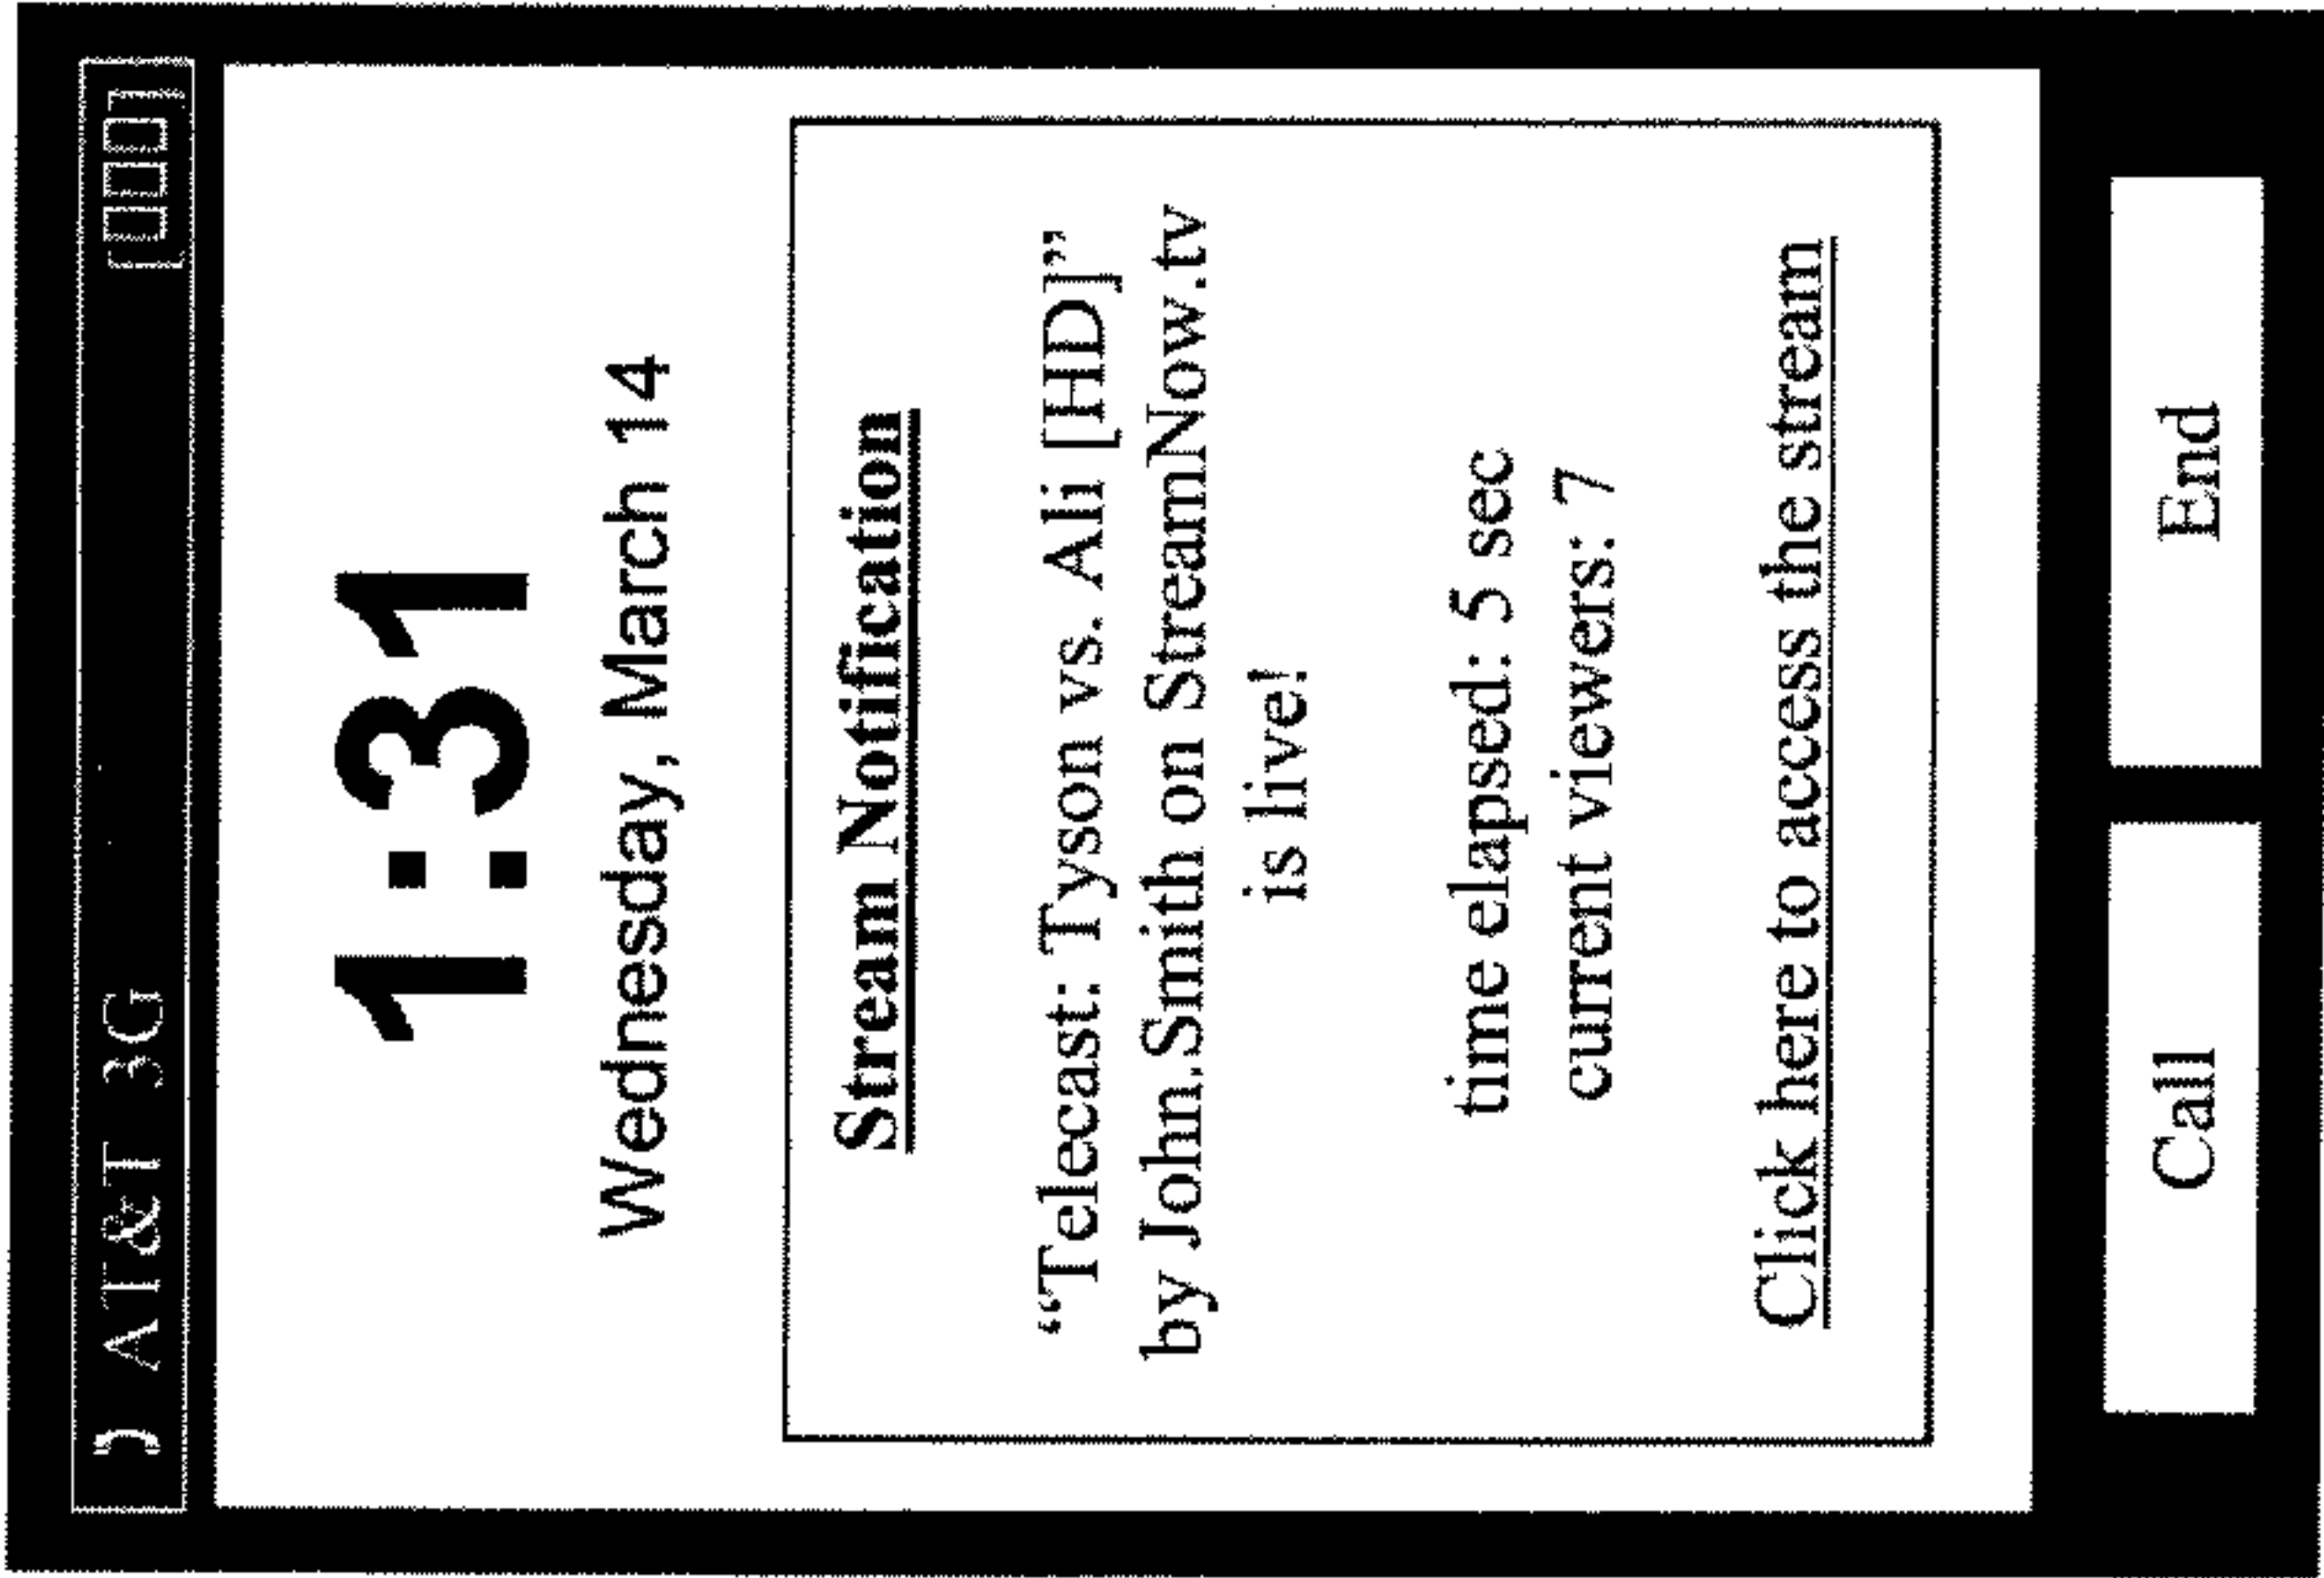 AT&T 3G
1:31
Wednesday, March 14
Stream Notification
“Telecast: Tyson vs. Ali [HD]”
by John.Smith on StreamNow.tv
is live!
time elapsed: 5 sec
current viewers: 7
Click here to access the stream
Call
End